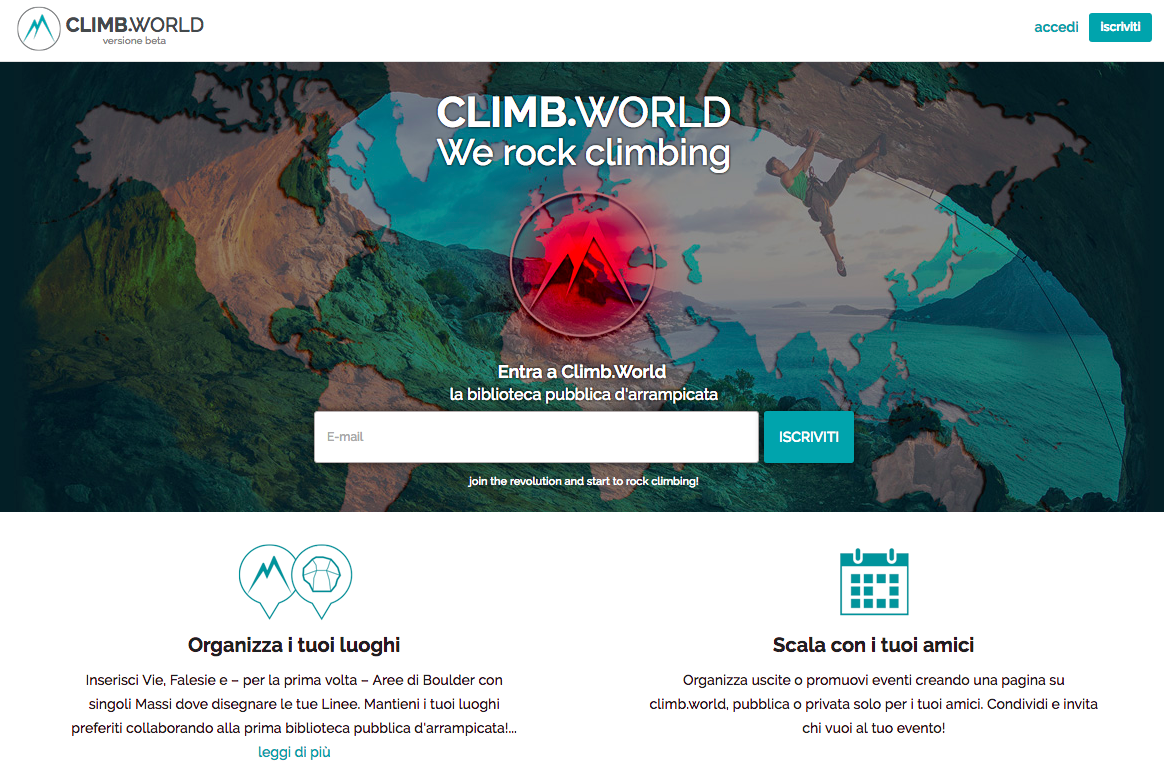 CLIMB.WORLD
versione beta
accedi
Iscriviti
CLIMB.WORLD
We rock climbing
Entra a Climb.World
la biblioteca pubblica d'arrampicata
E-mail
ISCRIVITI
join the revolution and start to rock climbing!
Organizza i tuoi luoghi
Inserisci Vie, Falesie e – per la prima volta – Aree di Boulder con
singoli Massi dove disegnare le tue Linee. Mantieni i tuoi luoghi
preferiti collaborando alla prima biblioteca pubblica d'arrampicata!...
leggi di più
Scala con i tuoi amici
Organizza uscite o promuovi eventi creando una pagina su
climb.world, pubblica o privata solo per i tuoi amici. Condividi e invita
chi vuoi al tuo evento!